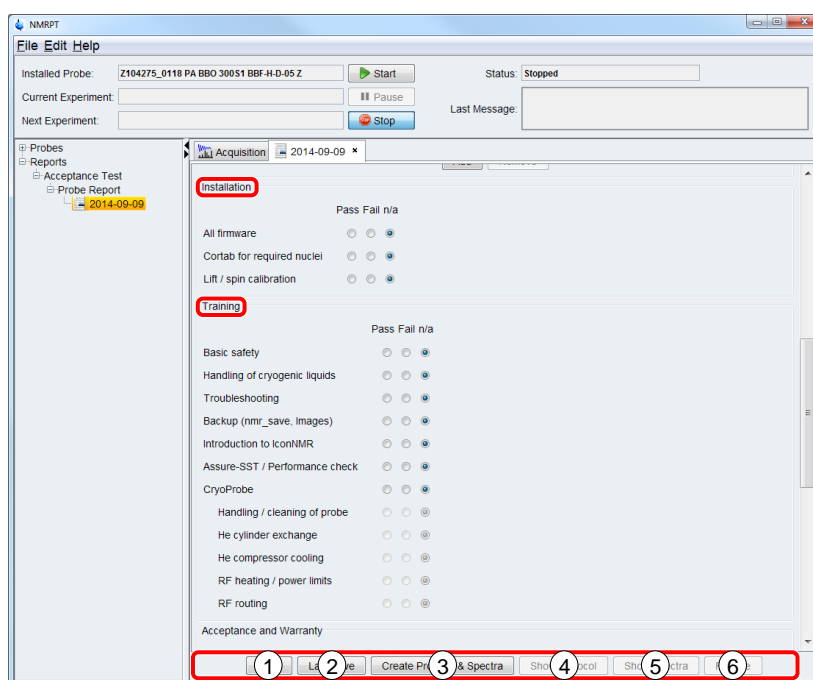 NMRPT
File Edit Help
Installed Probe: Z104275_0118 PA BBO 300S1 BBF-H-D-05 Z Start Status: Stopped
Current Experiment: Pause
Last Message:
Next Experiment: Stop
Probes
Reports
Acceptance Test
Probe Report
2014-09-09
Acquisition 2014-09-09
Installation
Pass Fail n/a
All firmware
Cortab for required nuclei
Lift / spin calibration
Training
Pass Fail n/a
Basic safety
Handling of cryogenic liquids
Troubleshooting
Backup (nmr_save, Images)
Introduction to IconNMR
Assure-SST / Performance check
CryoProbe
Handling / cleaning of probe
He cylinder exchange
He compressor cooling
RF heating / power limits
RF routing
Acceptance and Warranty
1 2 Create 3 & Spectra 4 5 6